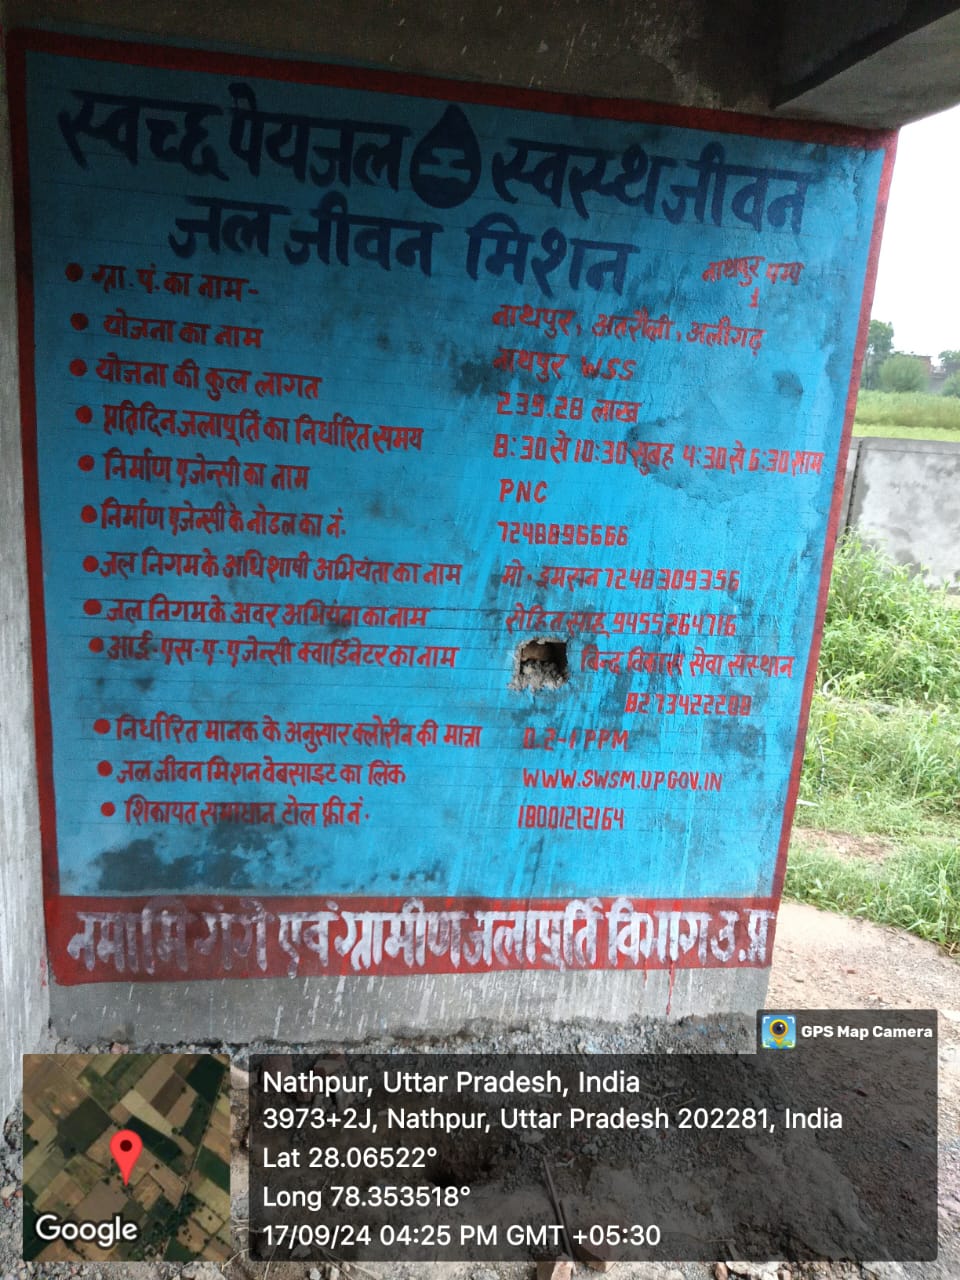 स्वच्छ पेयजल स्वस्थ जीवन
जल जीवन मिशन
नाथपुर पम्प
1
ग्रा. पं. का नाम- नाथपुर, अतरौली, अलीगढ़
योजना का नाम नाथपुर WSS
योजना की कुल लागत 239.28 लाख
प्रतिदिन जलापूर्ति का निर्धारित समय 8:30 से 10:30 सुबह 4:30 से 6:30 शाम
निर्माण एजेन्सी का नाम PNC
निर्माण एजेन्सी के नोडल का नं. 7248896666
जल निगम के अधिशाषी अभियंता का नाम मो. इमरान 7248309356
जल निगम के अवर अभियंता का नाम रोहित साहू 9455264716
आई-एस-ए-एजेन्सी क्वार्डिनेटर का नाम बिन्द विकास सेवा संस्थान
8273422288
निर्धारित मानक के अनुसार क्लोरीन की मात्रा 0.2-1 PPM
जल जीवन मिशन वेबसाइट का लिंक WWW.SWSM.UPGOV.IN
शिकायत समाधान टोल फ्री नं. 18001212164
नमामि गंगे एवं ग्रामीण जलापूर्ति विभाग उ.प्र
GPS Map Camera
Nathpur, Uttar Pradesh, India
3973+2J, Nathpur, Uttar Pradesh 202281, India
Lat 28.06522°
Long 78.353518°
17/09/24 04:25 PM GMT +05:30
Google